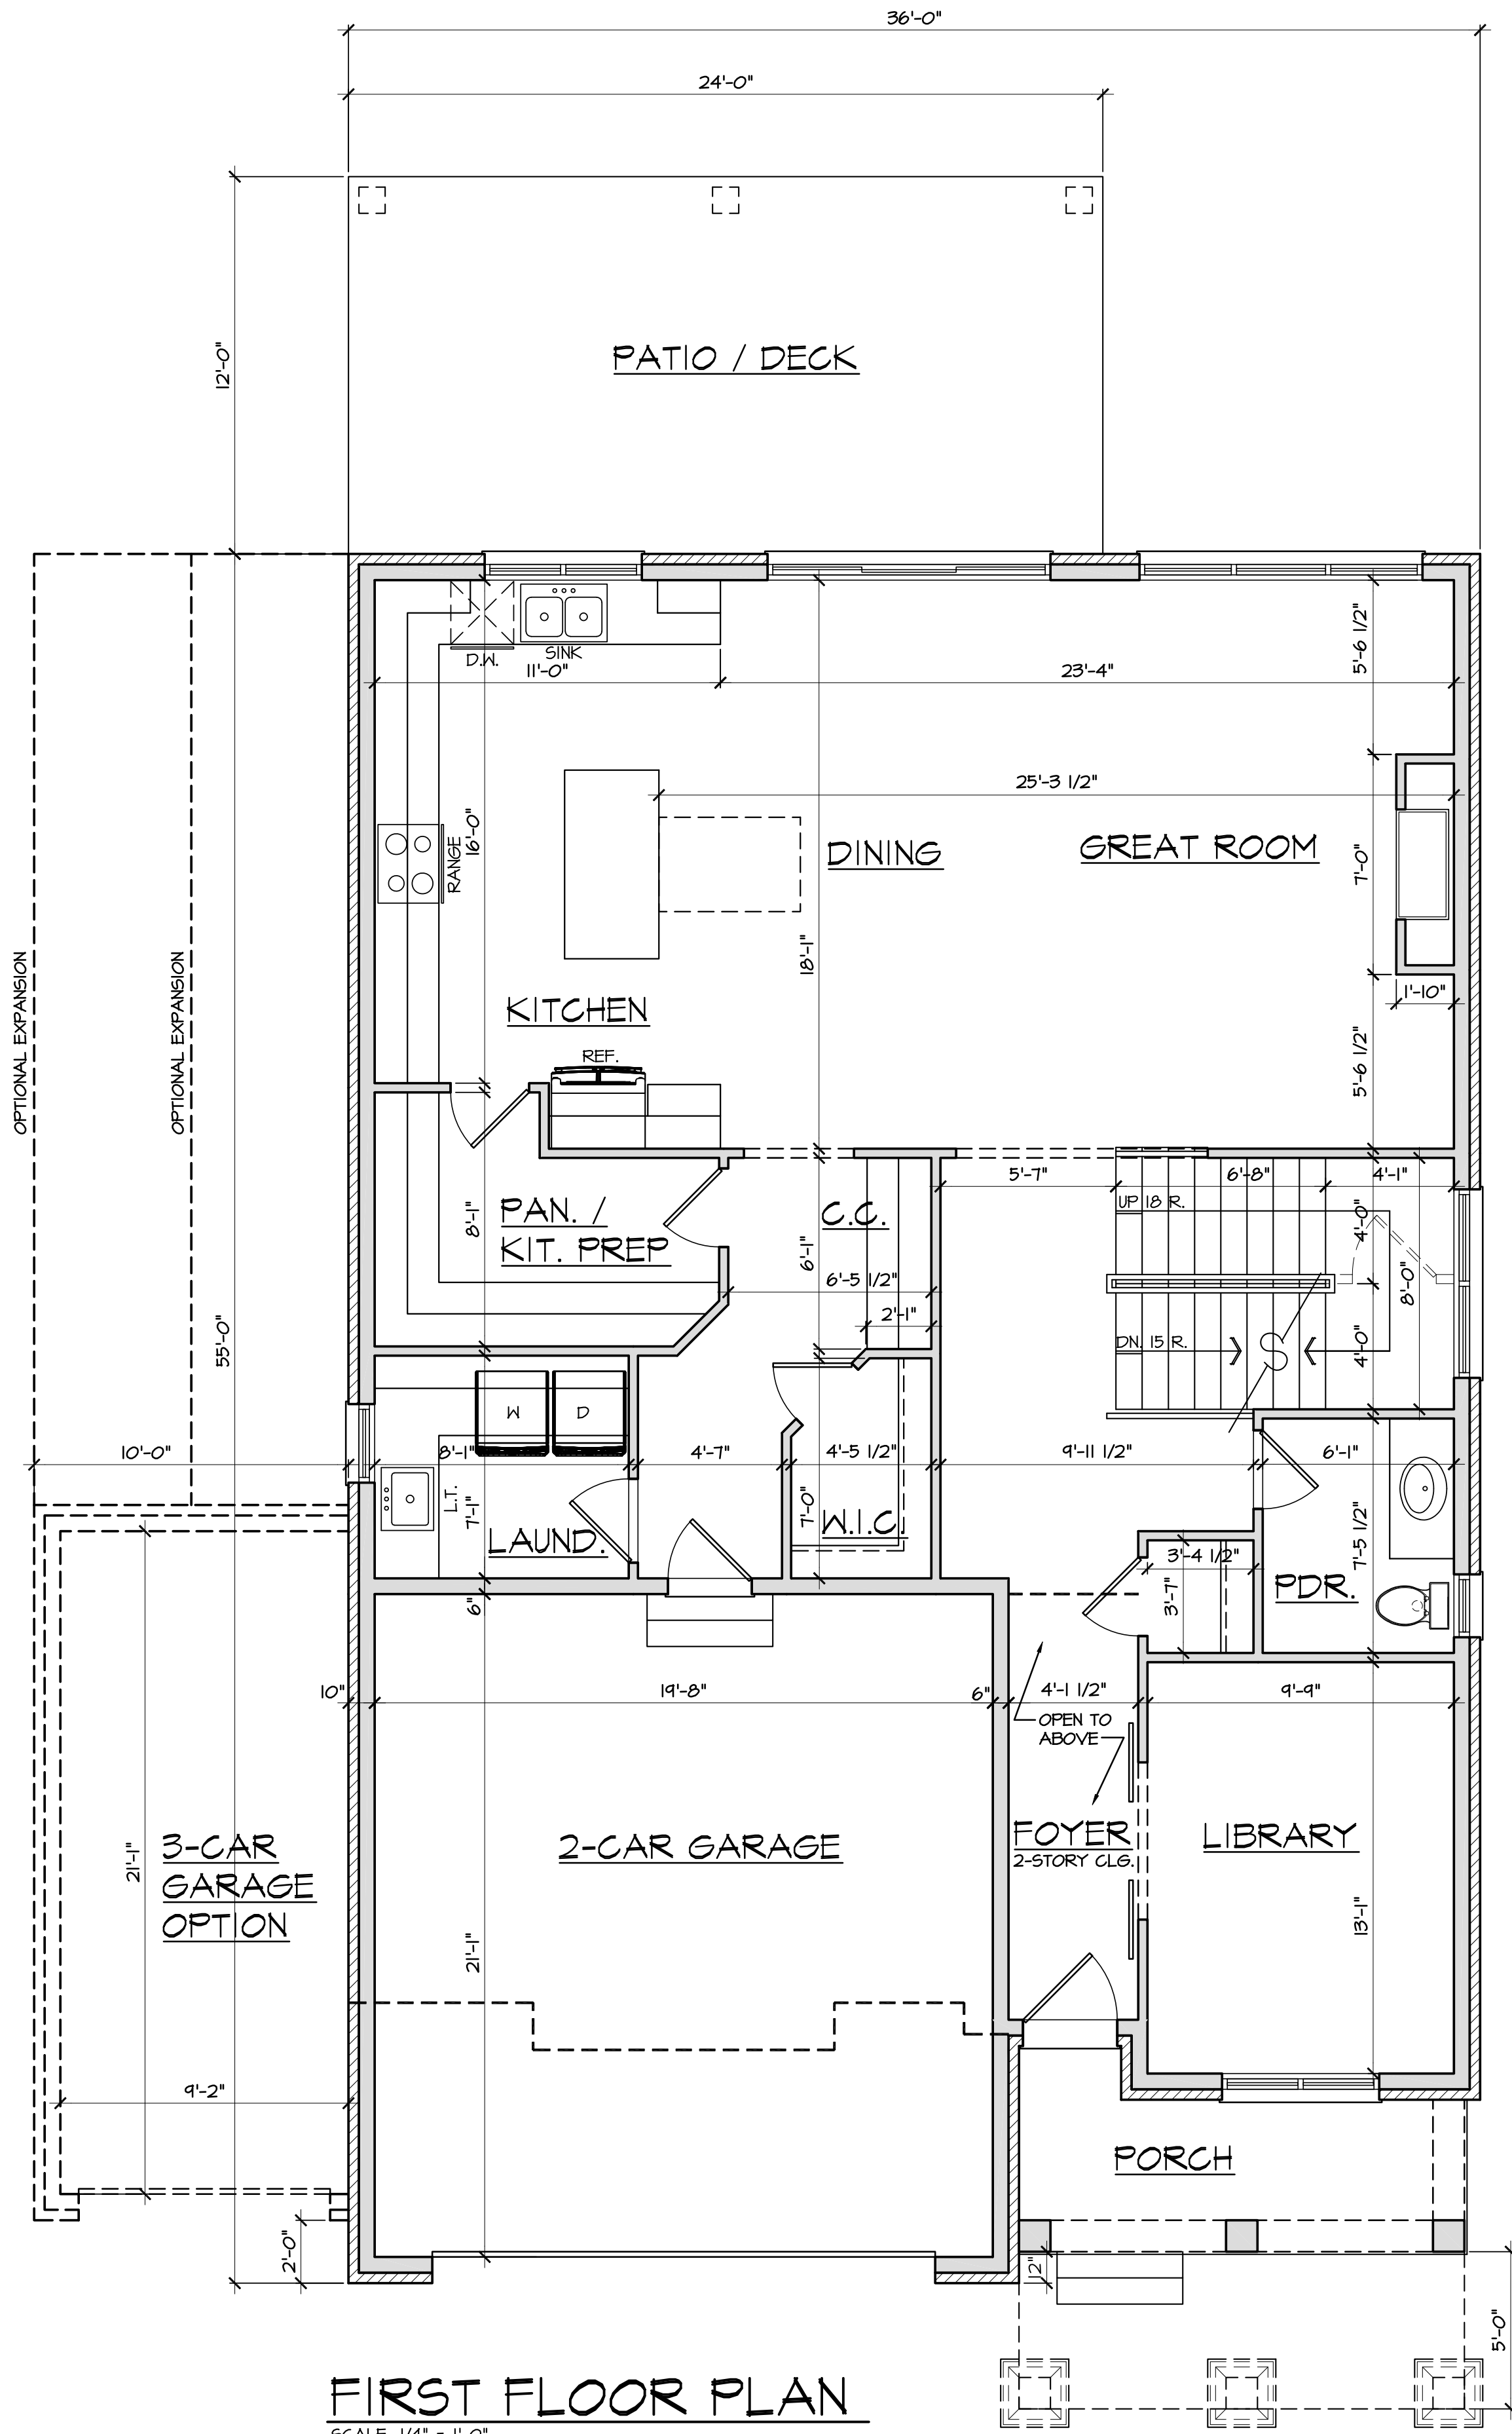 36'-0"
24'-0"
12'-0"
PATIO / DECK
D.W.
SINK
11'-0"
23'-4"
5'-6 1/2"
25'-3 1/2"
RANGE
16'-0"
DINING
GREAT ROOM
7'-0"
18'-1"
OPTIONAL EXPANSION
OPTIONAL EXPANSION
KITCHEN
1'-10"
REF.
5'-6 1/2"
5'-7"
6'-8"
4'-1"
PAN. /
KIT. PREP
8'-1"
C.C.
6'-1"
UP 18 R.
4'-0"
8'-0"
6'-5 1/2"
2'-1"
55'-0"
DN. 15 R.
S
4'-0"
W
D
10'-0"
8'-1"
4'-7"
4'-5 1/2"
9'-11 1/2"
6'-1"
L.T.
7'-1"
LAUND.
7'-0"
W.I.C.
7'-5 1/2"
3'-4 1/2"
3'-7"
PDR.
6"
10"
19'-8"
6"
4'-1 1/2"
9'-9"
OPEN TO
ABOVE
21'-1"
3-CAR
GARAGE
OPTION
2-CAR GARAGE
FOYER
2-STORY CLG.
LIBRARY
21'-1"
13'-1"
9'-2"
PORCH
2'-0"
12"
5'-0"
FIRST FLOOR PLAN
SCALE 1/4" = 1'-0"